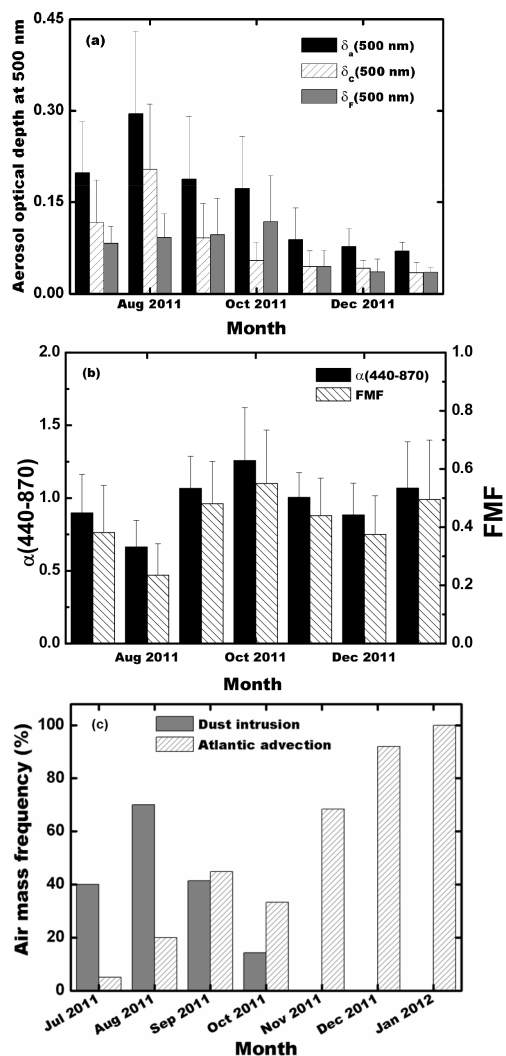 (a)
δa(500 nm)
δc(500 nm)
δF(500 nm)
Aerosol optical depth at 500 nm
0.45
0.30
0.15
0.00
Aug 2011 Oct 2011 Dec 2011
Month
(b)
α(440-870)
FMF
α(440-870)
2.0
1.5
1.0
0.5
0.0
FMF
1.0
0.8
0.6
0.4
0.2
0.0
Aug 2011 Oct 2011 Dec 2011
Month
(c)
Dust intrusion
Atlantic advection
Air mass frequency (%)
100
80
60
40
20
0
Jul 2011 Aug 2011 Sep 2011 Oct 2011 Nov 2011 Dec 2011 Jan 2012
Month